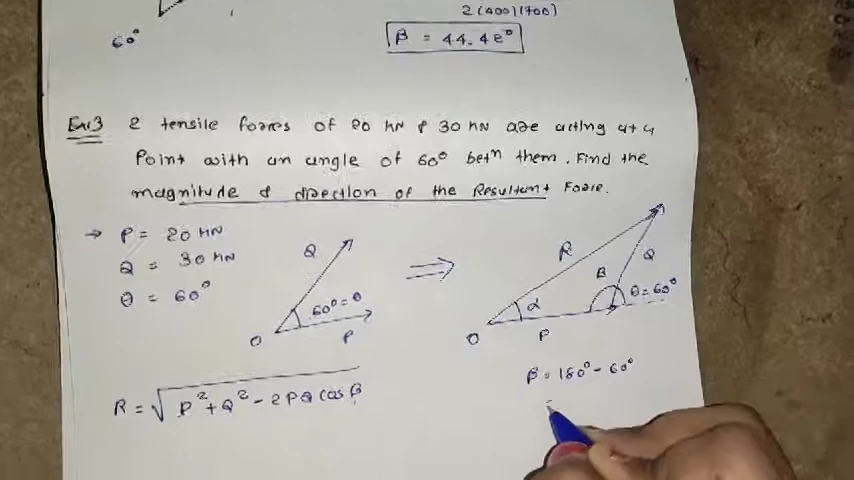 60°
2(400)(700)
β = 44.48°
Ex:3 2 tensile forces of 20 kN & 30 kN are acting at a
Point with an angle of 60° betn them. Find the
magnitude & direction of the Resultant Force.
→ P = 20 kN
Q = 30 kN
θ = 60°
Q
60° = θ
O
P
⇒
R
Q
B
θ = 60°
α
O
P
R = √P² + Q² - 2PQ cos β
β = 180° - 60°
=